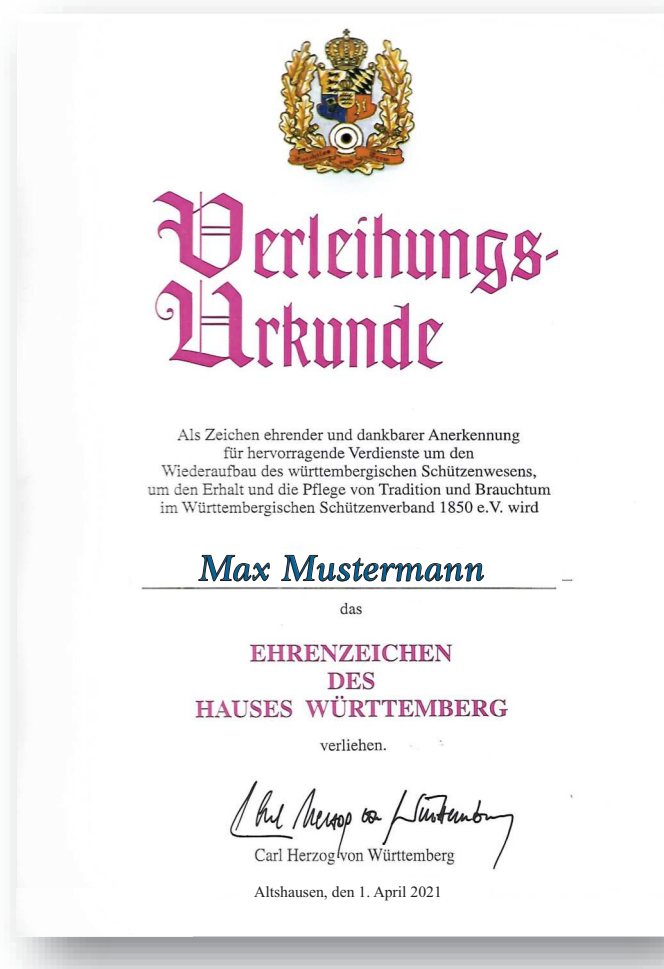 Verleihungs-
Urkunde
Als Zeichen ehrender und dankbarer Anerkennung
für hervorragende Verdienste um den
Wiederaufbau des württembergischen Schützenwesens,
um den Erhalt und die Pflege von Tradition und Brauchtum
im Württembergischen Schützenverband 1850 e.V. wird
Max Mustermann
das
EHRENZEICHEN
DES
HAUSES WÜRTTEMBERG
verliehen.
Carl Herzog von Württemberg
Carl Herzog von Württemberg
Altshausen, den 1. April 2021